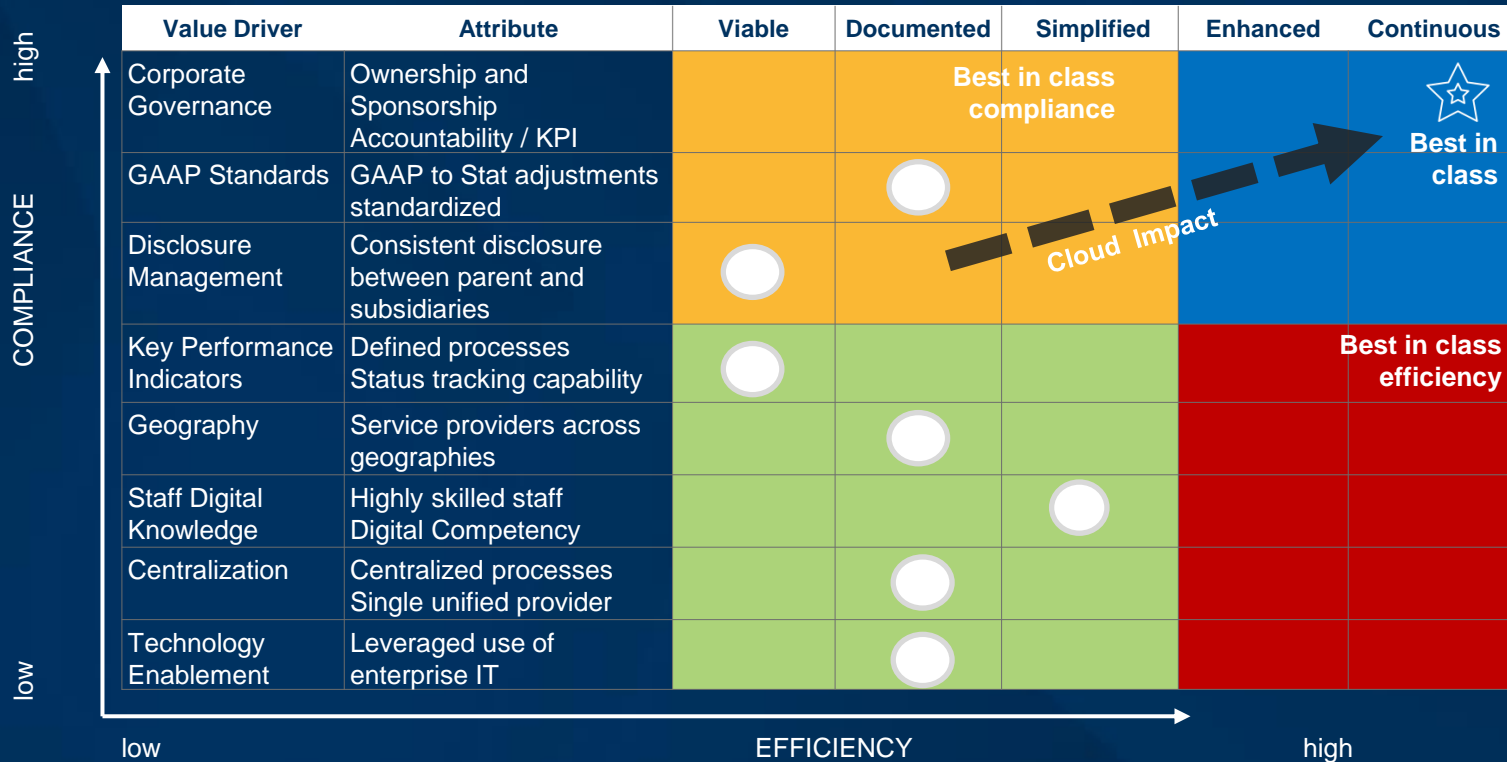 high
COMPLIANCE
low
Value Driver
Attribute
Viable
Documented
Simplified
Enhanced
Continuous
Corporate
Governance
Ownership and
Sponsorship
Accountability / KPI
Best in class
compliance
Best in
class
GAAP Standards
GAAP to Stat adjustments
standardized
Cloud Impact
Disclosure
Management
Consistent disclosure
between parent and
subsidiaries
Key Performance
Indicators
Defined processes
Status tracking capability
Best in class
efficiency
Geography
Service providers across
geographies
Staff Digital
Knowledge
Highly skilled staff
Digital Competency
Centralization
Centralized processes
Single unified provider
Technology
Enablement
Leveraged use of
enterprise IT
low
EFFICIENCY
high